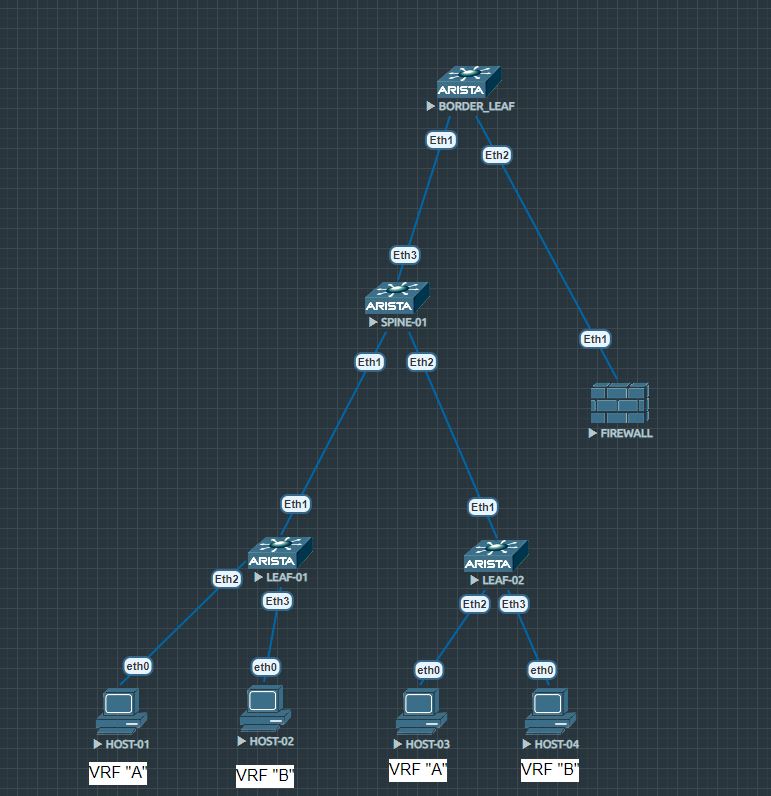 ARISTA
BORDER_LEAF
Eth1
Eth2
Eth3
ARISTA
SPINE-01
Eth1
Eth2
Eth1
FIREWALL
Eth1
Eth1
ARISTA
LEAF-01
ARISTA
LEAF-02
Eth2
Eth3
Eth2
Eth3
eth0
eth0
eth0
eth0
HOST-01
HOST-02
HOST-03
HOST-04
VRF "A"
VRF "B"
VRF "A"
VRF "B"